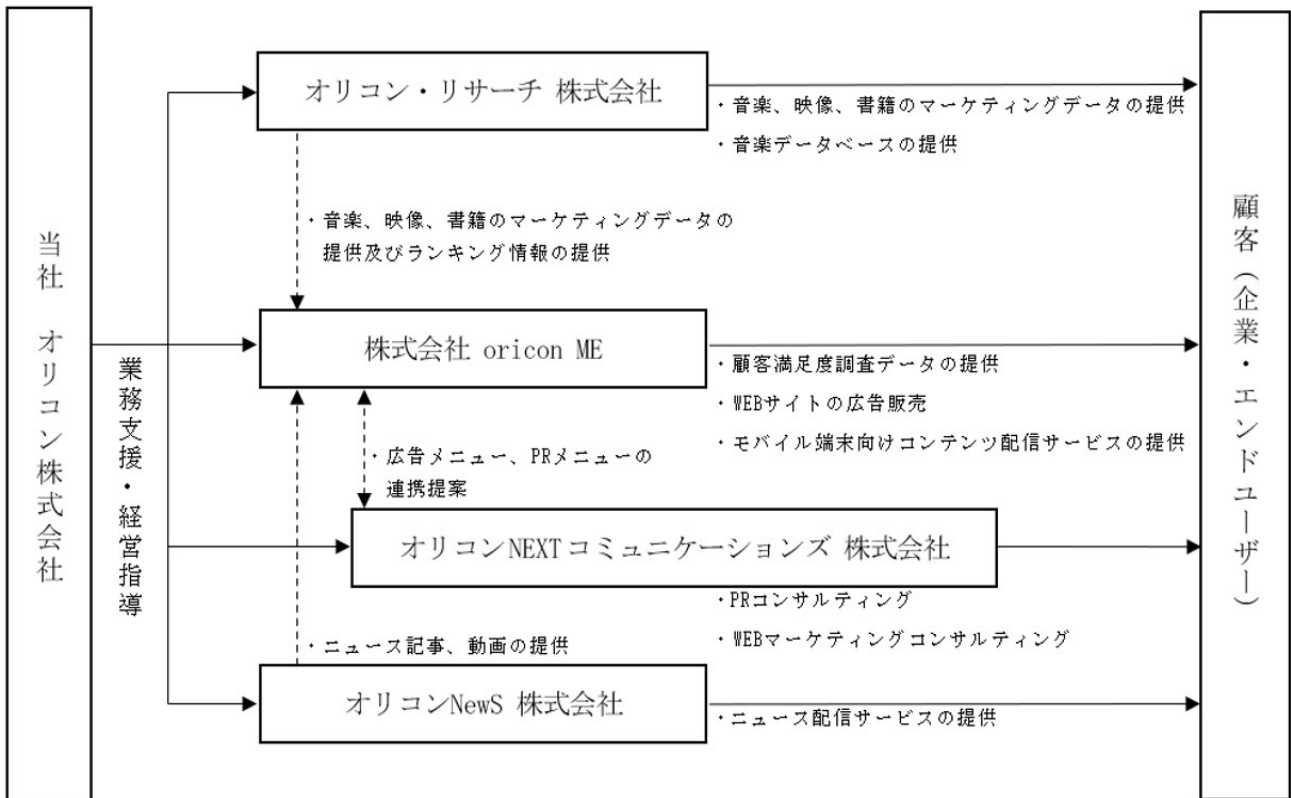 当社 オリコン株式会社
業務支援・経営指導
オリコン・リサーチ 株式会社
・音楽、映像、書籍のマーケティングデータの提供
・音楽データベースの提供
・音楽、映像、書籍のマーケティングデータの
提供及びランキング情報の提供
株式会社 oricon ME
・顧客満足度調査データの提供
・WEBサイトの広告販売
・モバイル端末向けコンテンツ配信サービスの提供
・広告メニュー、PRメニューの
連携提案
オリコンNEXTコミュニケーションズ 株式会社
・PRコンサルティング
・WEBマーケティングコンサルティング
・ニュース記事、動画の提供
オリコンNewS 株式会社
・ニュース配信サービスの提供
顧客(企業・エンドユーザー)